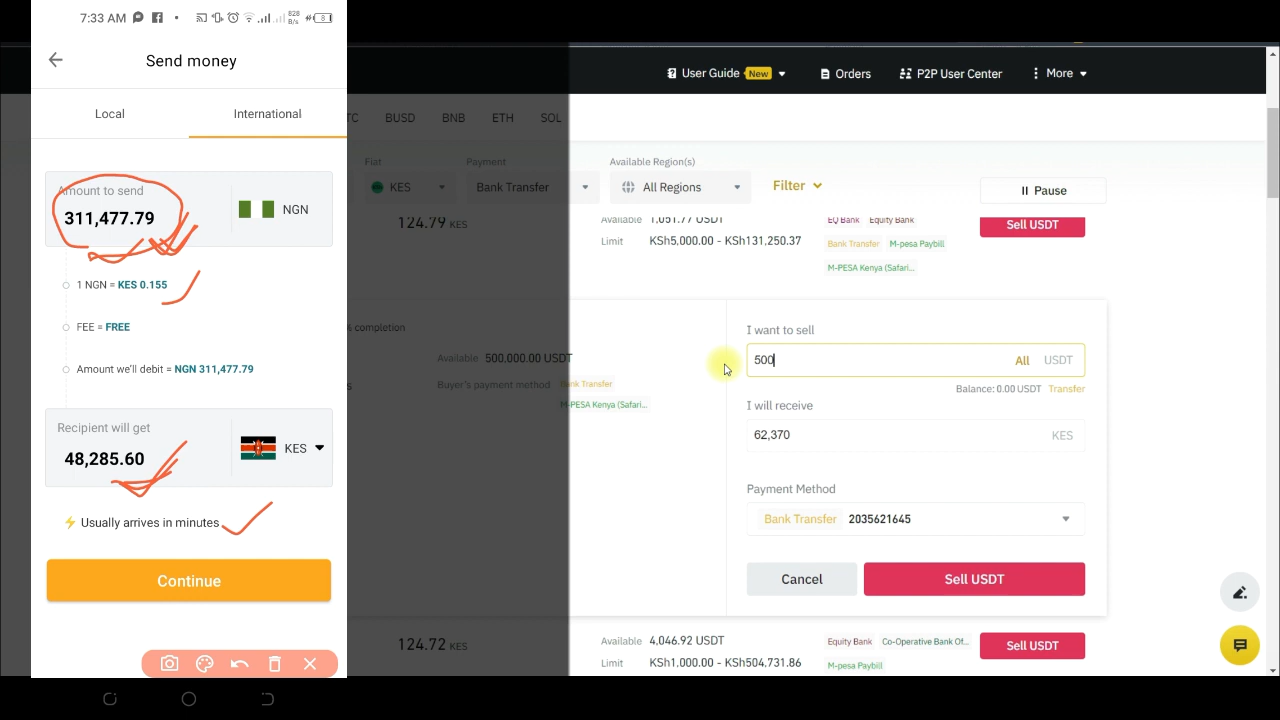 7:33 AM
828 B/s
8
Send money
Local
International
Amount to send
311,477.79
NGN
1 NGN = KES 0.155
FEE = FREE
Amount we'll debit = NGN 311,477.79
Recipient will get
48,285.60
KES
Usually arrives in minutes
Continue
User Guide New
Orders
P2P User Center
More
TC BUSD BNB ETH SOL
Fiat
KES
Payment
Bank Transfer
Available Region(s)
All Regions
Filter
Pause
124.79 KES
Available 1,051.77 USDT
Limit KSh5,000.00 - KSh131,250.37
EQ Bank Equity Bank
Bank Transfer M-pesa Paybill
M-PESA Kenya (Safari...
Sell USDT
% completion
Available 500,000.00 USDT
Buyer's payment method Bank Transfer
M-PESA Kenya (Safari...
I want to sell
500
All USDT
Balance: 0.00 USDT Transfer
I will receive
62,370
KES
Payment Method
Bank Transfer 2035621645
Cancel
Sell USDT
124.72 KES
Available 4,046.92 USDT
Limit KSh1,000.00 - KSh504,731.86
Equity Bank Co-Operative Bank Of...
M-pesa Paybill
Sell USDT